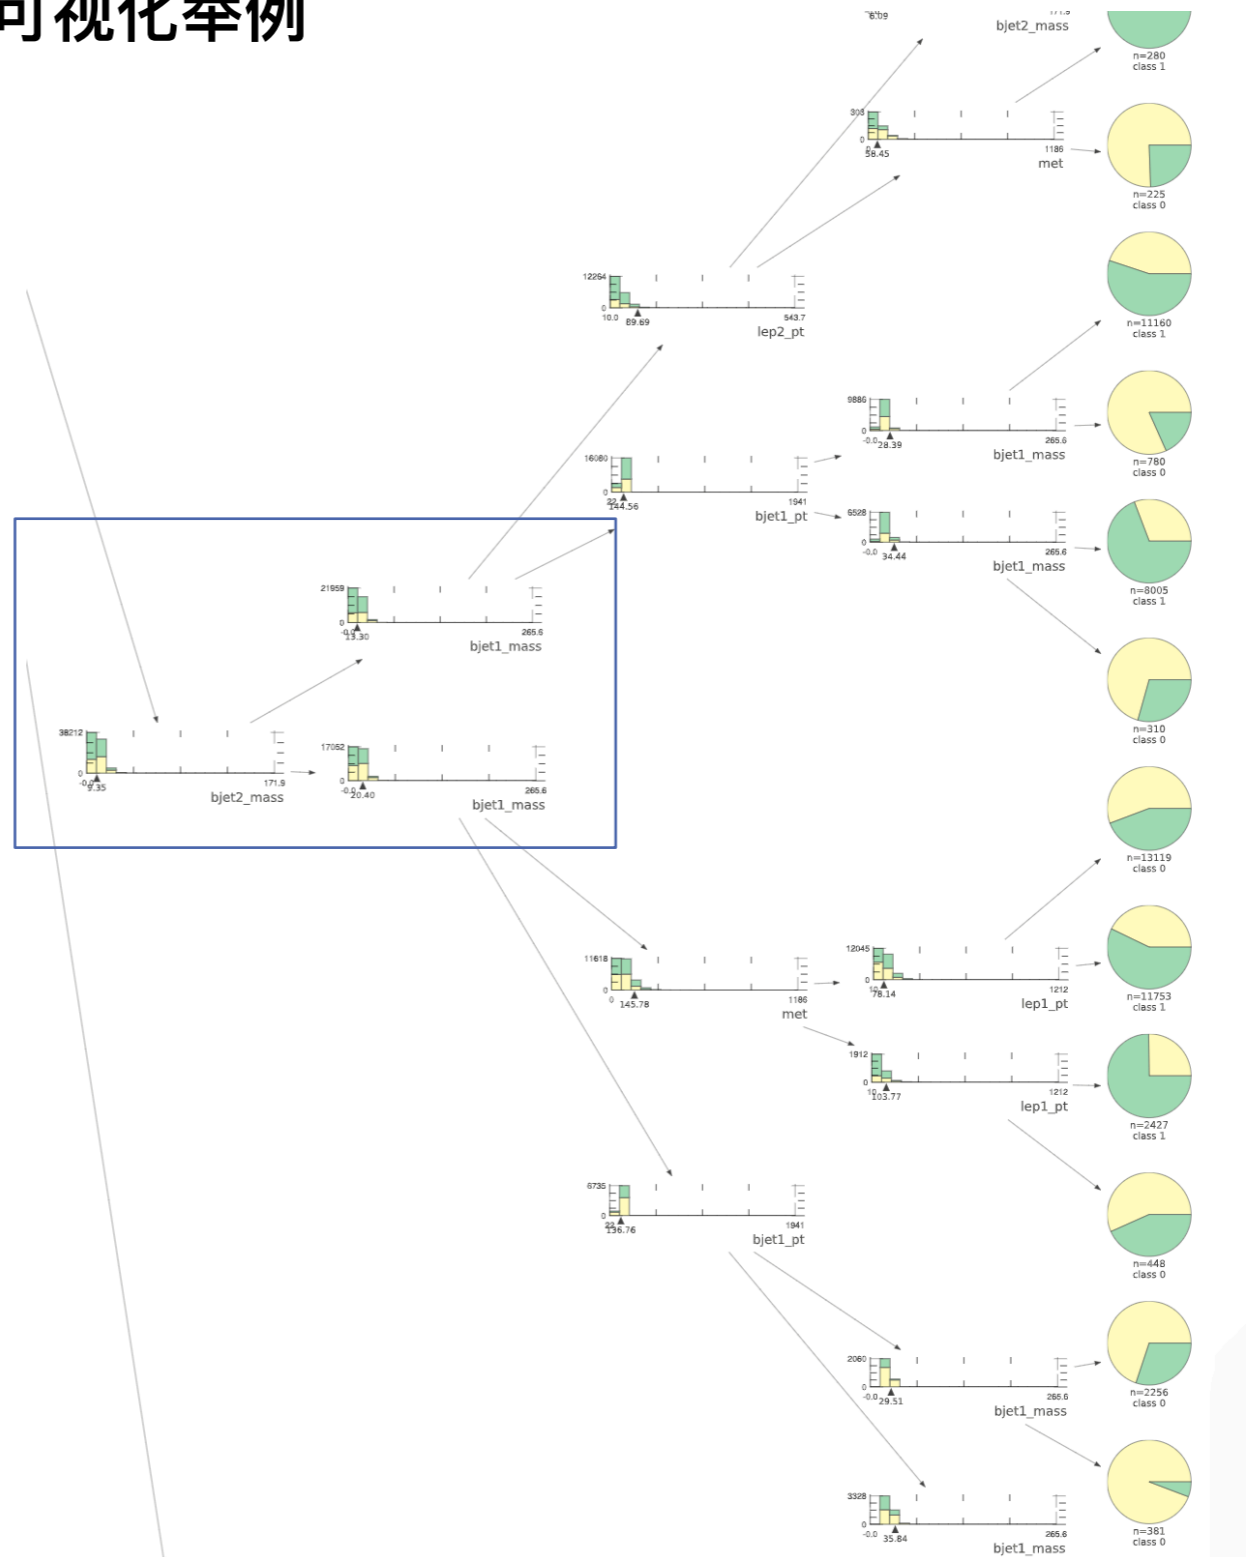 可视化举例
6.09
bjet2_mass
n=280
class 1
303
0
58.45
1186
met
n=225
class 0
12264
0
10.0
89.69
543.7
lep2_pt
n=11160
class 1
9886
0
-0.0
28.39
265.6
bjet1_mass
n=780
class 0
16080
0
22
144.56
1941
bjet1_pt
6528
0
-0.0
34.44
265.6
bjet1_mass
n=8005
class 1
21959
0
-0.0
13.30
265.6
bjet1_mass
n=310
class 0
38212
0
-0.0
9.35
171.9
bjet2_mass
17052
0
-0.0
20.40
265.6
bjet1_mass
n=13119
class 0
11618
0
0
145.78
1186
met
12045
0
10
78.14
1212
lep1_pt
n=11753
class 1
1912
0
10
103.77
1212
lep1_pt
n=2427
class 1
6735
0
22
136.76
1941
bjet1_pt
n=448
class 0
2060
0
-0.0
29.51
265.6
bjet1_mass
n=2256
class 0
3328
0
-0.0
35.84
265.6
bjet1_mass
n=381
class 0